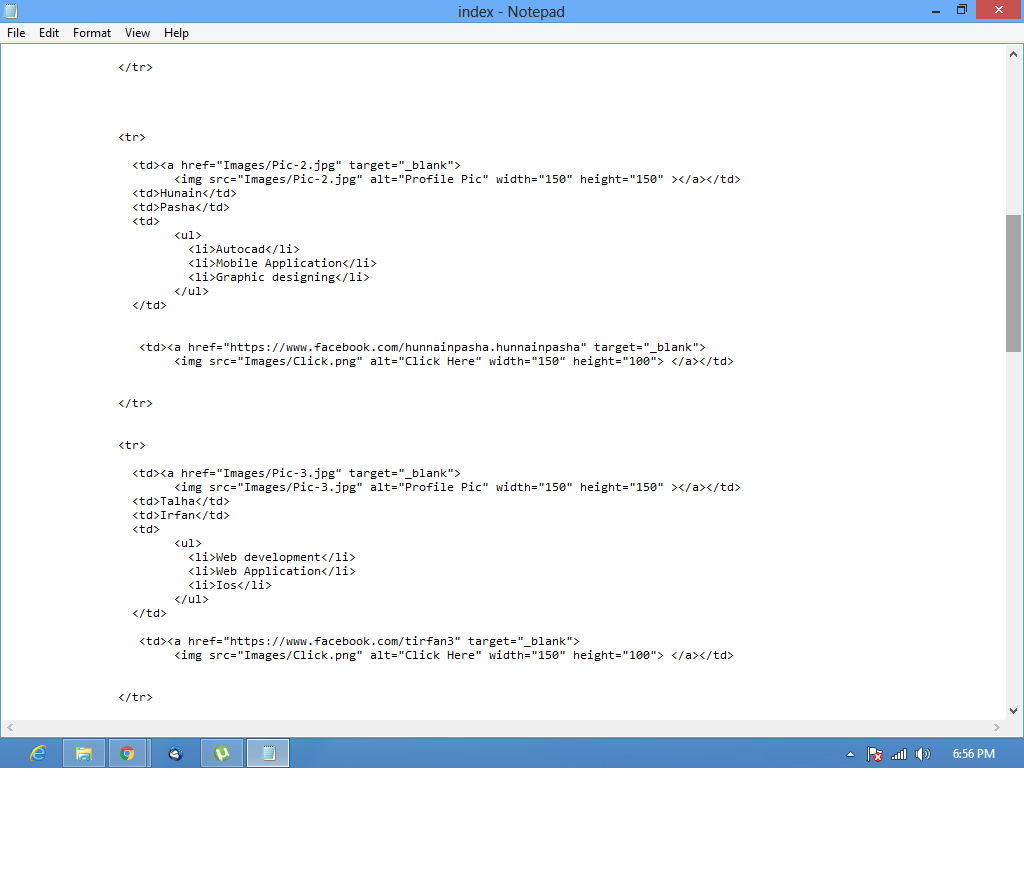 index - Notepad
File Edit Format View Help
</tr>
<tr>
<td><a href="Images/Pic-2.jpg" target="_blank">
<img src="Images/Pic-2.jpg" alt="Profile Pic" width="150" height="150" ></a></td>
<td>Hunain</td>
<td>Pasha</td>
<td>
<ul>
<li>Autocad</li>
<li>Mobile Application</li>
<li>Graphic designing</li>
</ul>
</td>
<td><a href="https://www.facebook.com/hunnainpasha.hunnainpasha" target="_blank">
<img src="Images/Click.png" alt="Click Here" width="150" height="100"> </a></td>
</tr>
<tr>
<td><a href="Images/Pic-3.jpg" target="_blank">
<img src="Images/Pic-3.jpg" alt="Profile Pic" width="150" height="150" ></a></td>
<td>Talha</td>
<td>Irfan</td>
<td>
<ul>
<li>Web development</li>
<li>Web Application</li>
<li>Ios</li>
</ul>
</td>
<td><a href="https://www.facebook.com/tirfan3" target="_blank">
<img src="Images/Click.png" alt="Click Here" width="150" height="100"> </a></td>
</tr>
6:56 PM